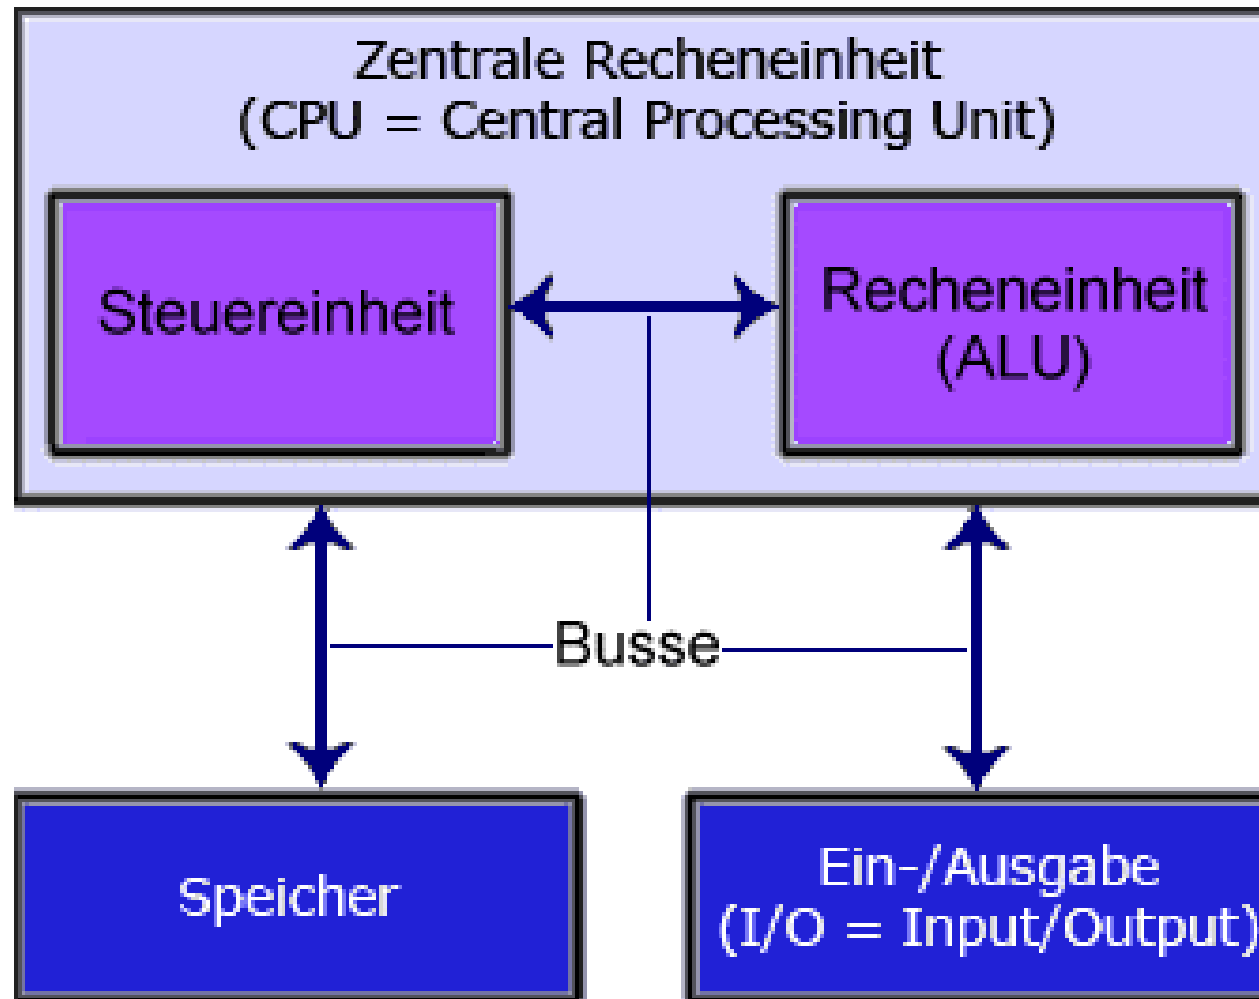 Zentrale Recheneinheit
(CPU = Central Processing Unit)
Steuereinheit
Recheneinheit
(ALU)
Busse
Speicher
Ein-/Ausgabe
(I/O = Input/Output)